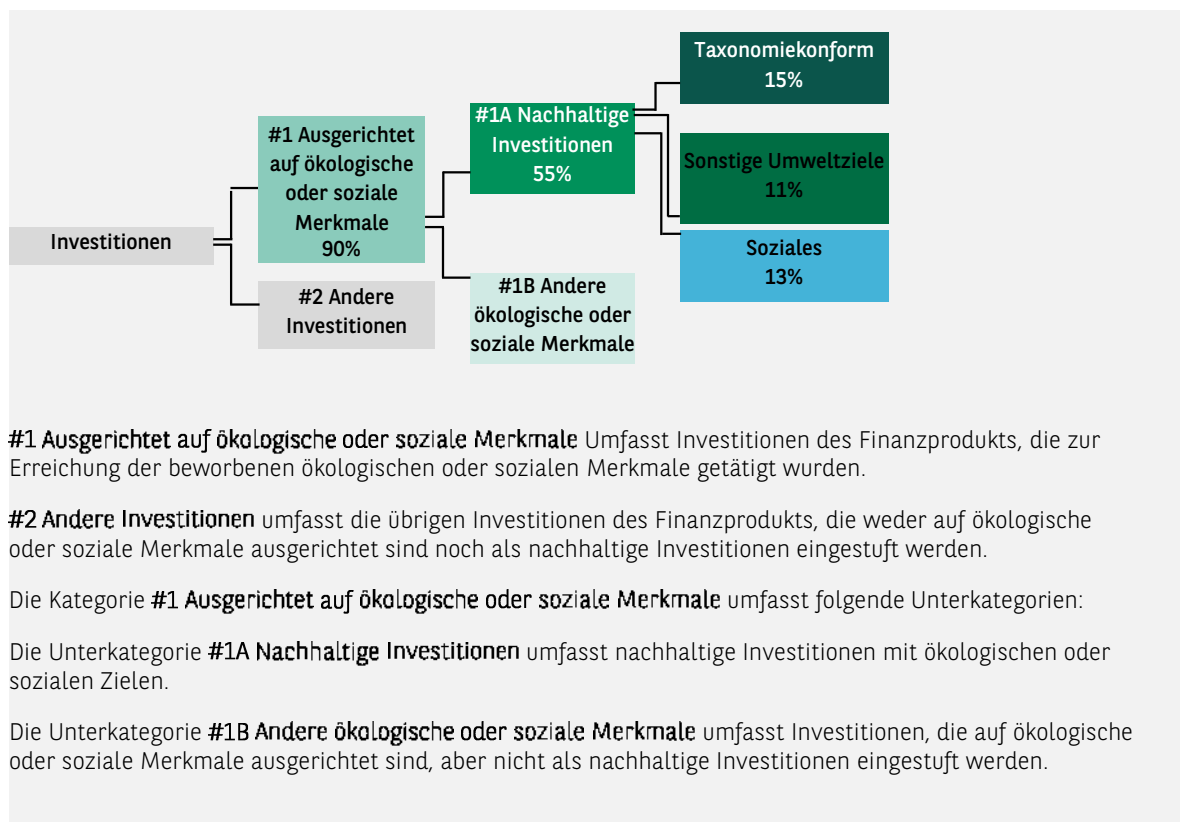 Investitionen
#1 Ausgerichtet
auf ökologische
oder soziale
Merkmale
90%
#2 Andere
Investitionen
#1A Nachhaltige
Investitionen
55%
#1B Andere
ökologische oder
soziale Merkmale
Taxonomiekonform
15%
Sonstige Umweltziele
11%
Soziales
13%
#1 Ausgerichtet auf ökologische oder soziale Merkmale Umfasst Investitionen des Finanzprodukts, die zur
Erreichung der beworbenen ökologischen oder sozialen Merkmale getätigt wurden.
#2 Andere Investitionen umfasst die übrigen Investitionen des Finanzprodukts, die weder auf ökologische
oder soziale Merkmale ausgerichtet sind noch als nachhaltige Investitionen eingestuft werden.
Die Kategorie #1 Ausgerichtet auf ökologische oder soziale Merkmale umfasst folgende Unterkategorien:
Die Unterkategorie #1A Nachhaltige Investitionen umfasst nachhaltige Investitionen mit ökologischen oder
sozialen Zielen.
Die Unterkategorie #1B Andere ökologische oder soziale Merkmale umfasst Investitionen, die auf ökologische
oder soziale Merkmale ausgerichtet sind, aber nicht als nachhaltige Investitionen eingestuft werden.